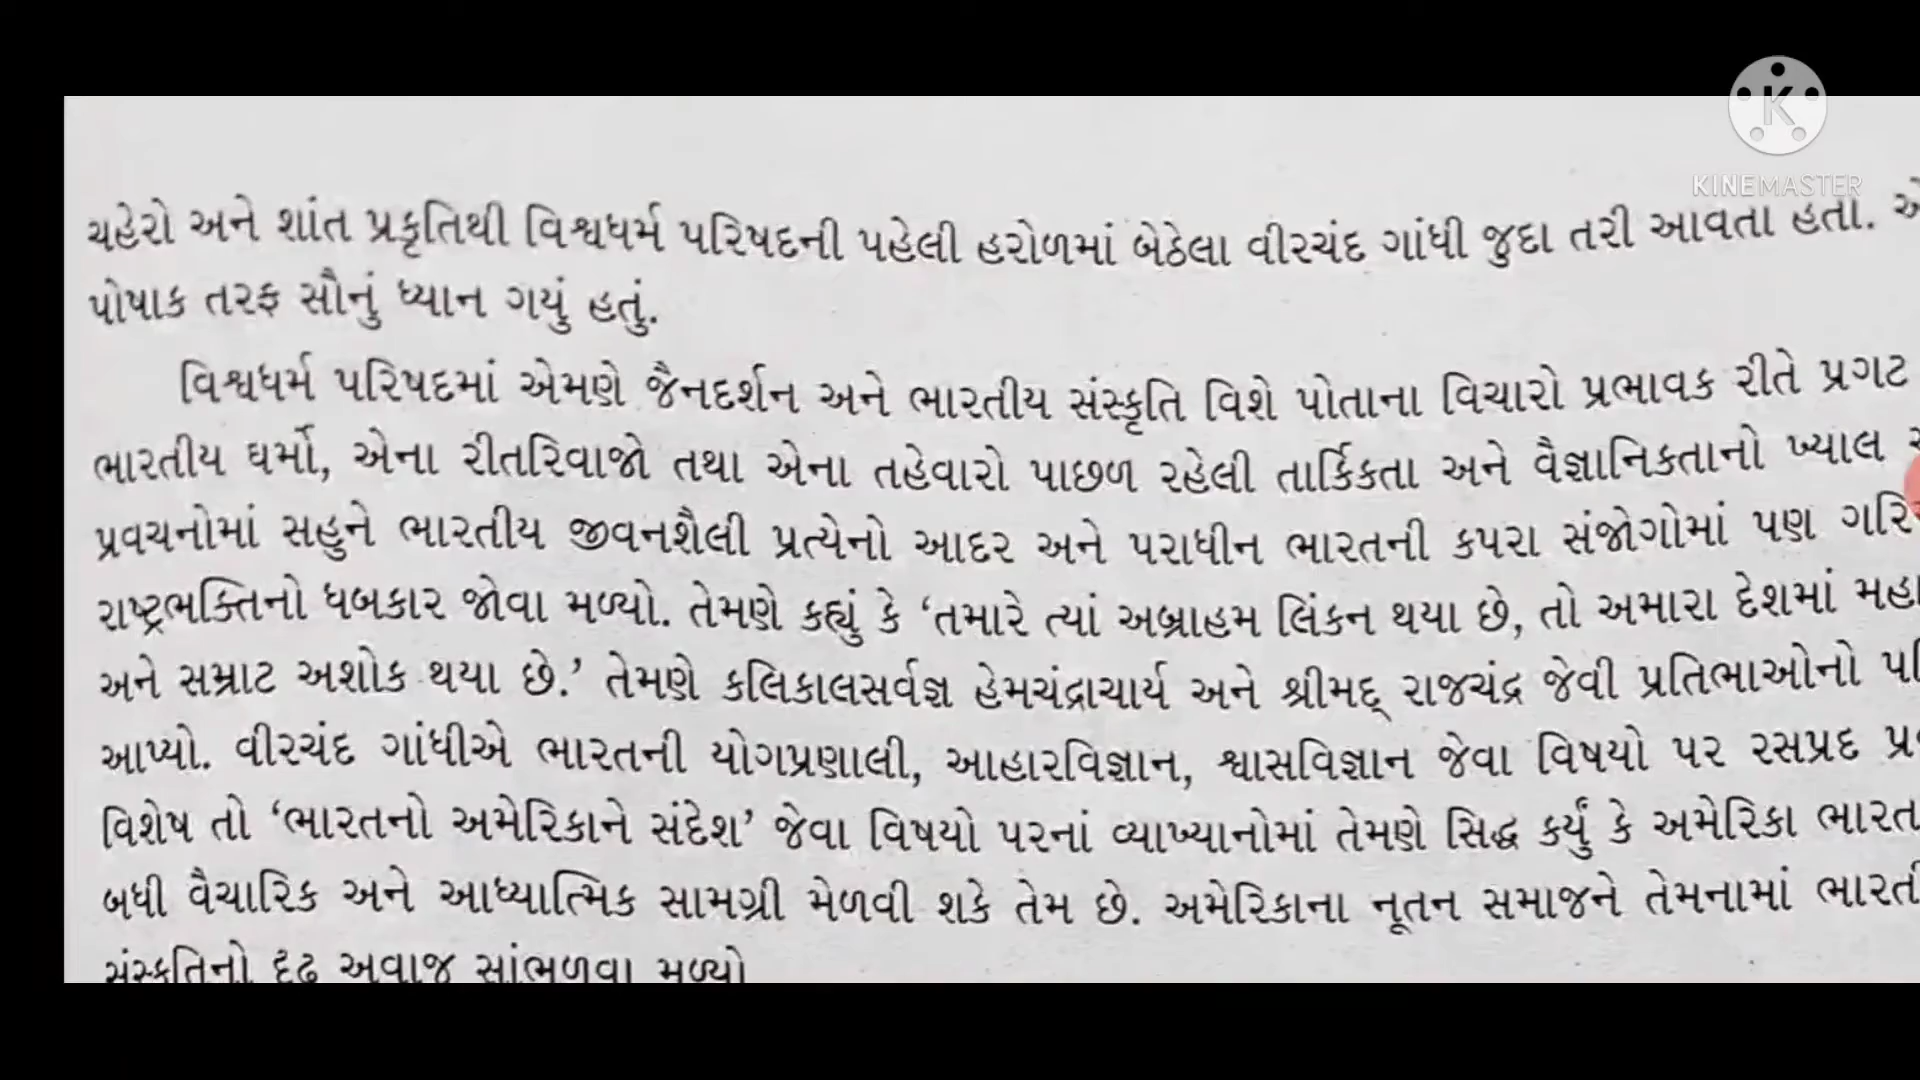 KINEMASTER
ચહેરો અને શાંત પ્રકૃતિથી વિશ્વધર્મ પરિષદની પહેલી હરોળમાં બેઠેલા વીરચંદ ગાંધી જુદા તરી આવતા હતા.
પોષાક તરફ સૌનું ધ્યાન ગયું હતું.
વિશ્વધર્મ પરિષદમાં એમણે જૈનદર્શન અને ભારતીય સંસ્કૃતિ વિશે પોતાના વિચારો પ્રભાવક રીતે પ્રગટ
ભારતીય ધર્મો, એના રીતરિવાજો તથા એના તહેવારો પાછળ રહેલી તાર્કિકતા અને વૈજ્ઞાનિકતાનો ખ્યાલ
પ્રવચનોમાં સહુને ભારતીય જીવનશૈલી પ્રત્યેનો આદર અને પરાધીન ભારતની કપરા સંજોગોમાં પણ
રાષ્ટ્રભક્તિનો ધબકાર જોવા મળ્યો. તેમણે કહ્યું કે ‘તમારે ત્યાં અબ્રાહમ લિંકન થયા છે, તો અમારા દેશમાં
અને સમ્રાટ અશોક થયા છે.’ તેમણે કલિકાલસર્વજ્ઞ હેમચંદ્રાચાર્ય અને શ્રીમદ્ રાજચંદ્ર જેવી પ્રતિભાઓનો
આપ્યો. વીરચંદ ગાંધીએ ભારતની યોગપ્રણાલી, આહારવિજ્ઞાન, શ્વાસવિજ્ઞાન જેવા વિષયો પર રસપ્રદ
વિશેષ તો ‘ભારતનો અમેરિકાને સંદેશ’ જેવા વિષયો પરનાં વ્યાખ્યાનોમાં તેમણે સિદ્ધ કર્યું કે અમેરિકા ભારત
બધી વૈચારિક અને આધ્યાત્મિક સામગ્રી મેળવી શકે તેમ છે. અમેરિકાના નૂતન સમાજને તેમનામાં
સંસ્કૃતિનો દૃઢ અવાજ સાંભળવા મળ્યો